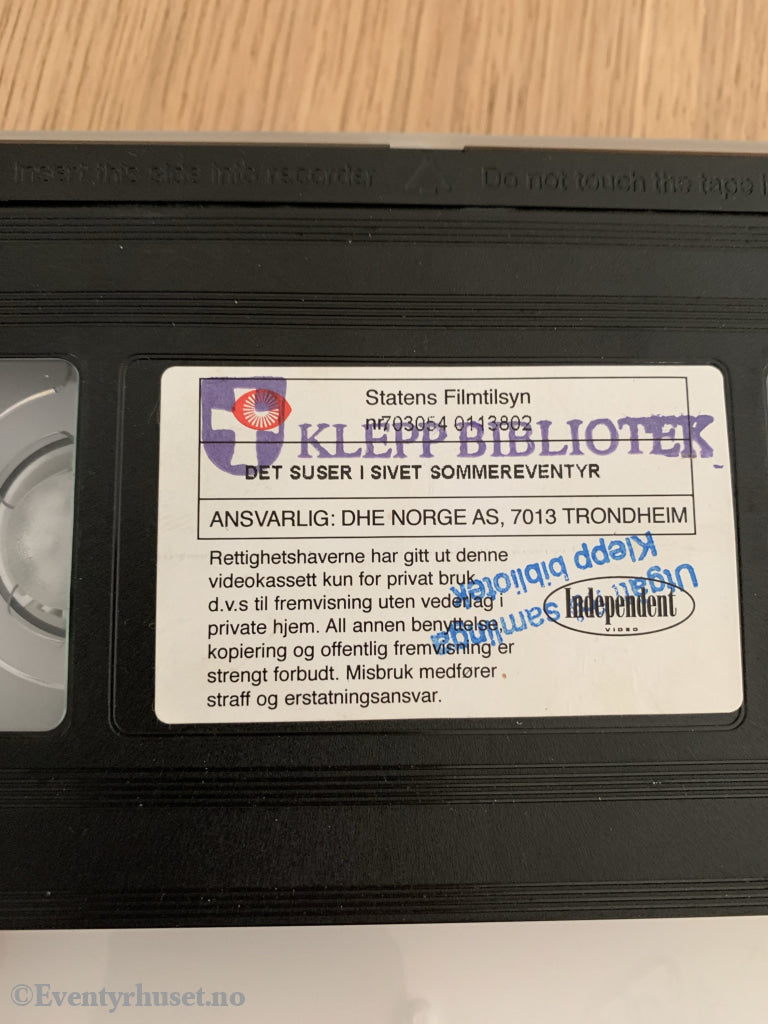 Insert this side into recorder
Do not touch the tape i
Statens Filmtilsyn
nr703054 0113802
KLEPP BIBLIOTEK
DET SUSER I SIVET SOMMEREVENTYR
ANSVARLIG: DHE NORGE AS, 7013 TRONDHEIM
Rettighetshaverne har gitt ut denne
videokassett kun for privat bruk,
d.v.s til fremvisning uten vederlag i
private hjem. All annen benyttelse,
kopiering og offentlig fremvisning er
strengt forbudt. Misbruk medfører
straff og erstatningsansvar.
Utgått samlinga
Klepp bibliotek
Independent
VIDEO
©Eventyrhuset.no